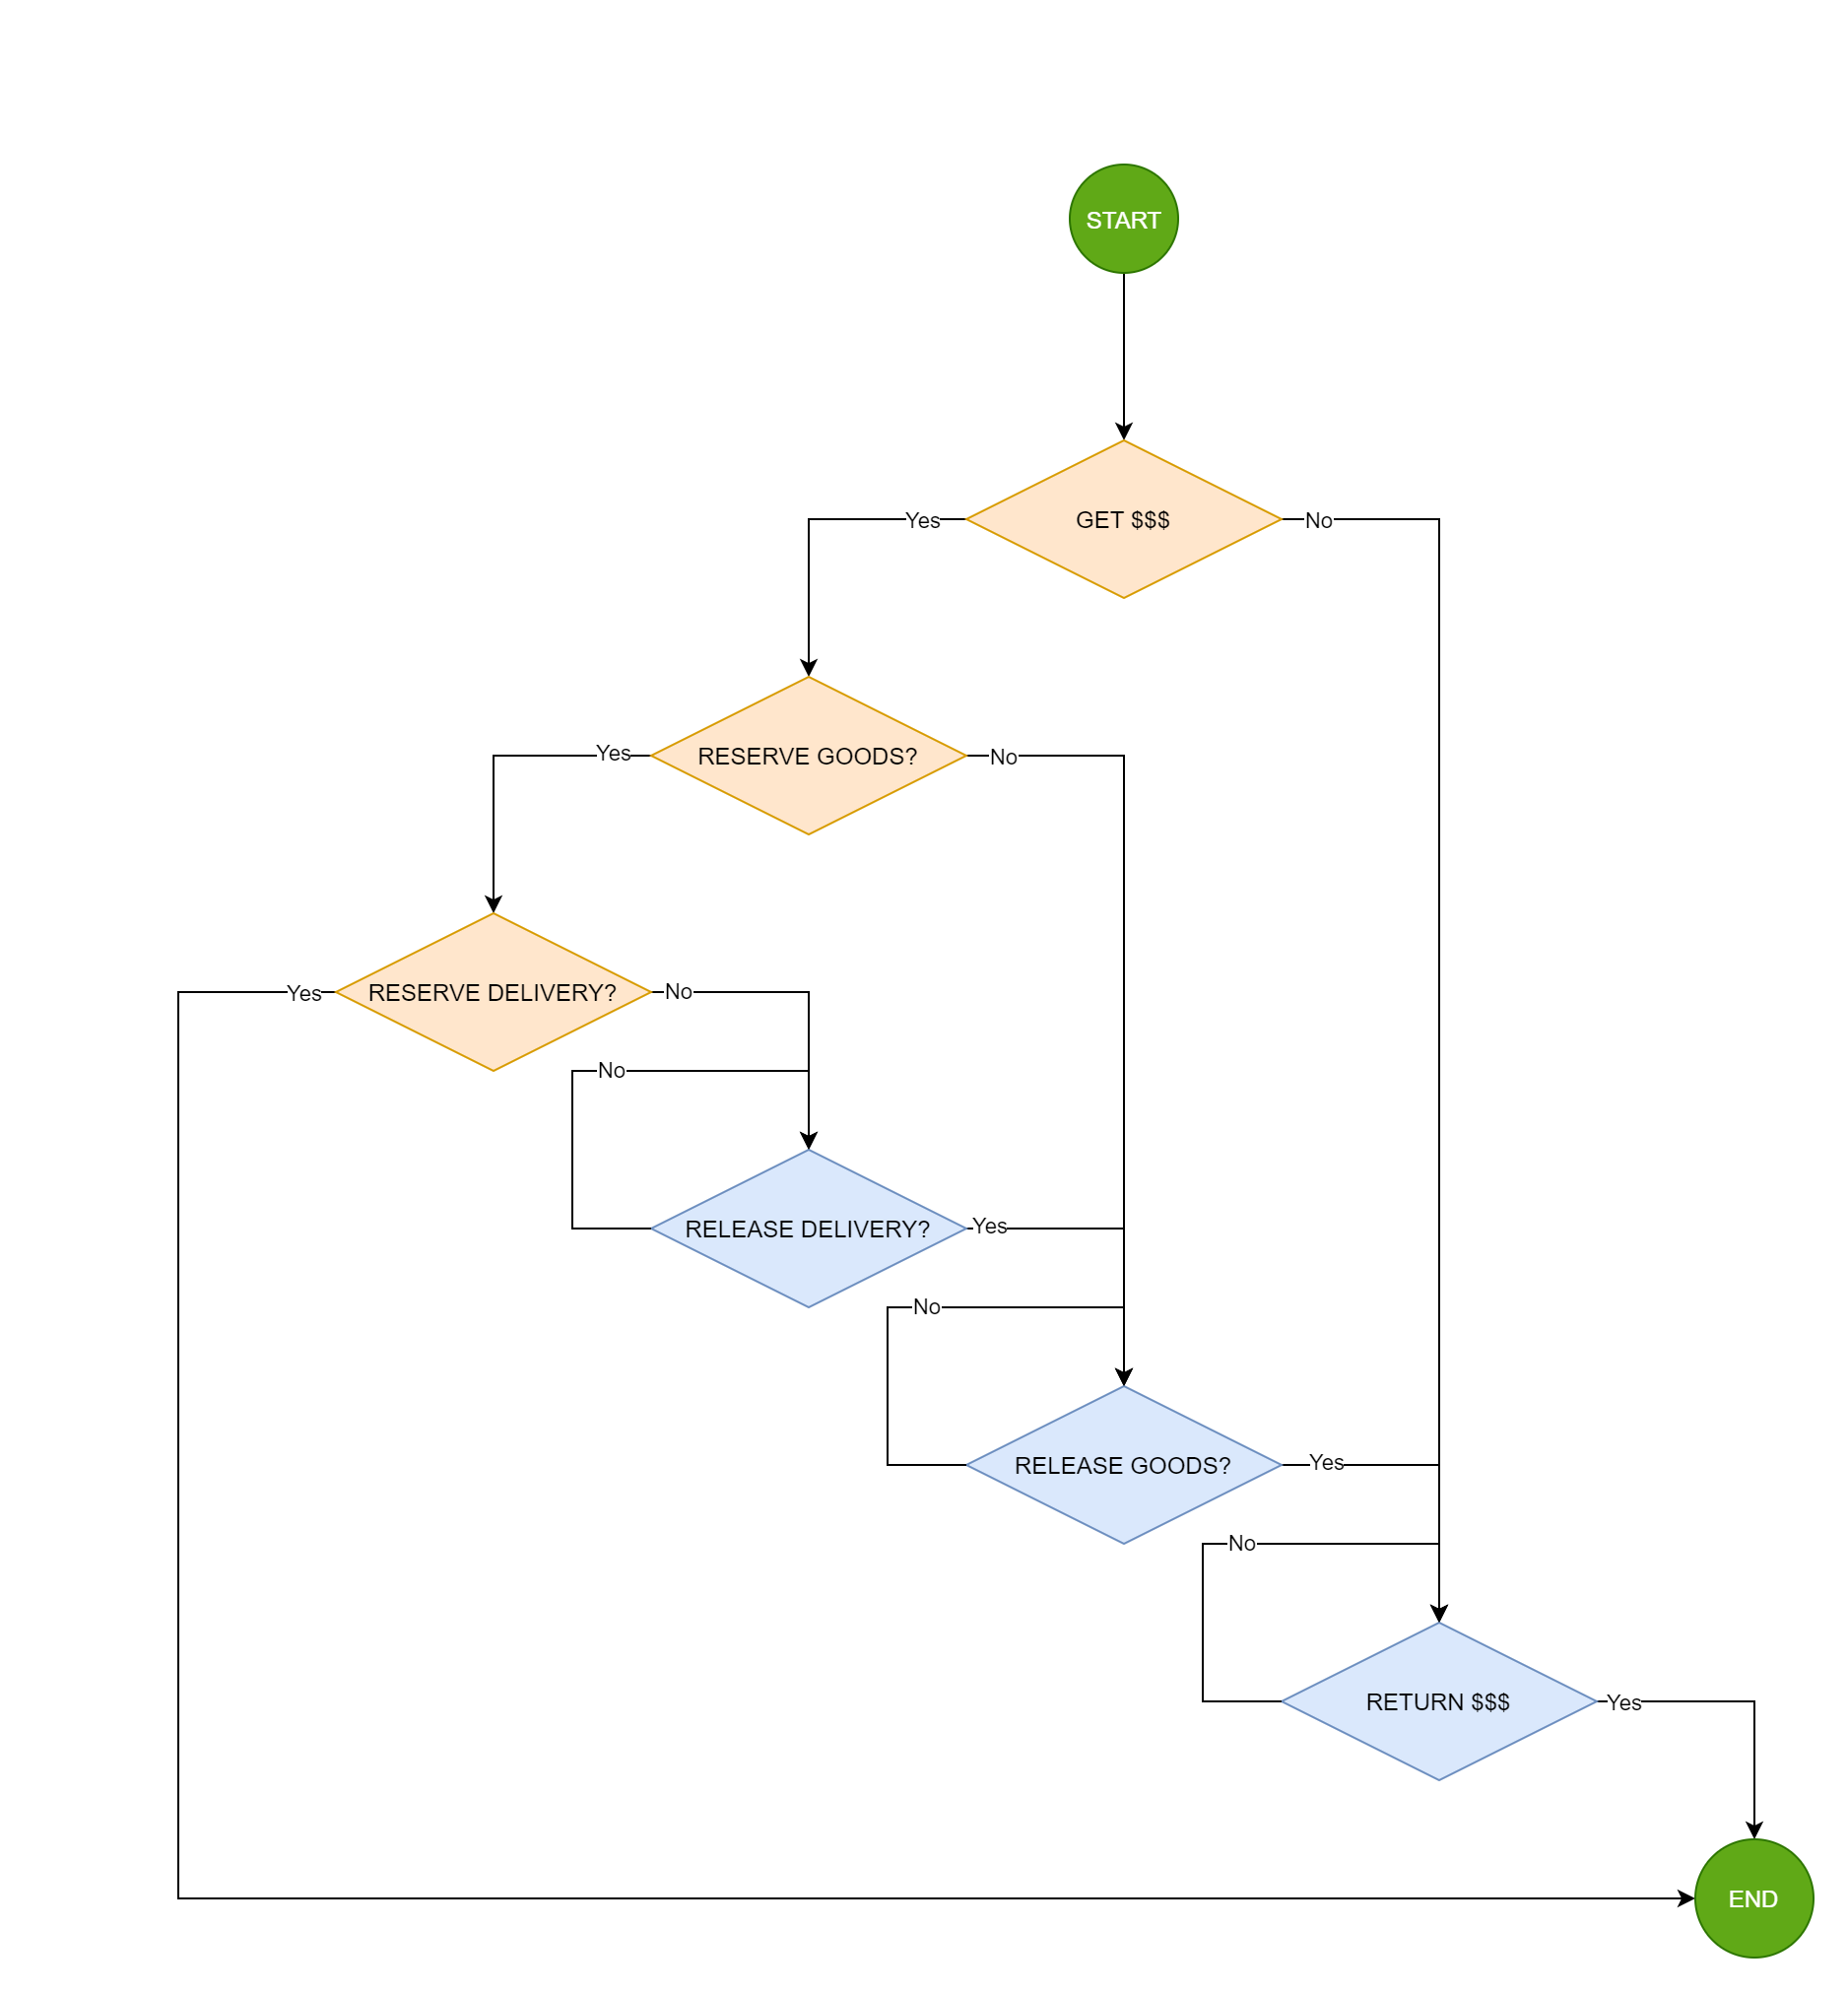 START
GET $$$
Yes
No
RESERVE GOODS?
Yes
No
RESERVE DELIVERY?
Yes
No
No
RELEASE DELIVERY?
Yes
No
RELEASE GOODS?
Yes
No
RETURN $$$
Yes
END